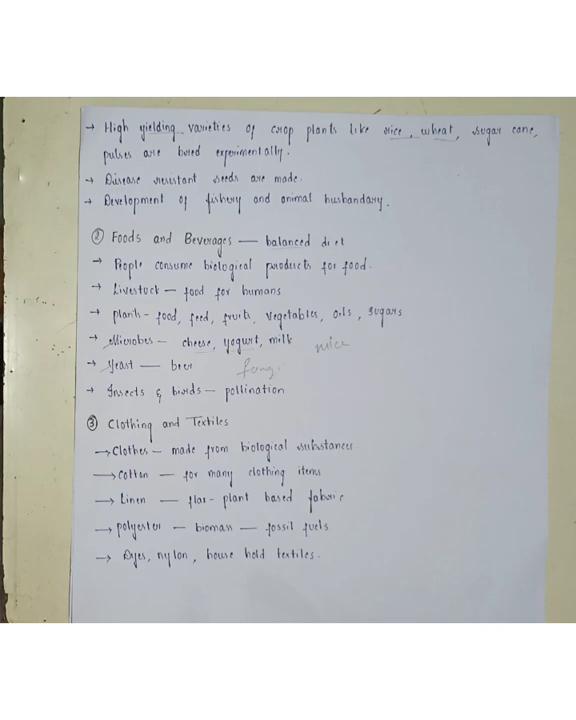 → High yielding varieties of crop plants like rice, wheat, sugar cane,
pulses are bred experimentally.
→ Disease resistant seeds are made.
→ Development of fishery and animal husbandary.
② Foods and Beverages — balanced diet
→ People consume biological products for food.
→ Livestock — food for humans
→ plants - food, feed, fruits, vegetables, oils, sugars
→ Microbes — cheese, yogurt, milk
→ Yeast — beer
→ Insects & birds — pollination
③ Clothing and Textiles
→ Clothes — made from biological substances
→ Cotton — for many clothing items
→ Linen — flax - plant based fabric
→ polyester — biomass — fossil fuels
→ Dyes, nylon, house hold textiles.